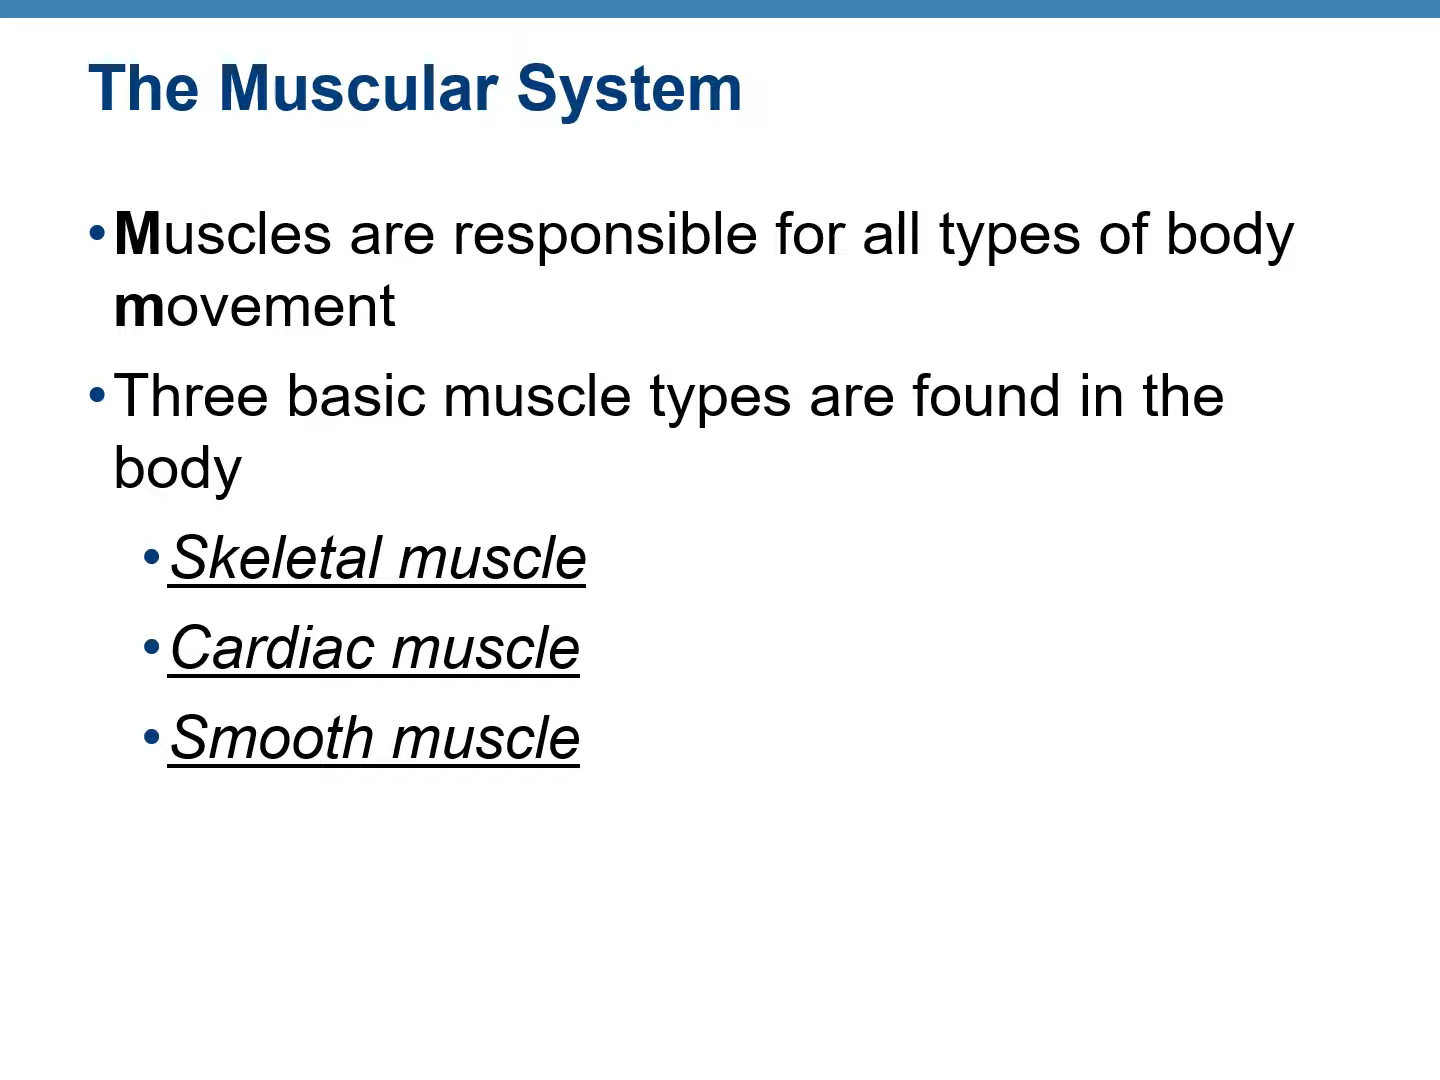 The Muscular System
•Muscles are responsible for all types of body
movement
•Three basic muscle types are found in the
body
•Skeletal muscle
•Cardiac muscle
•Smooth muscle